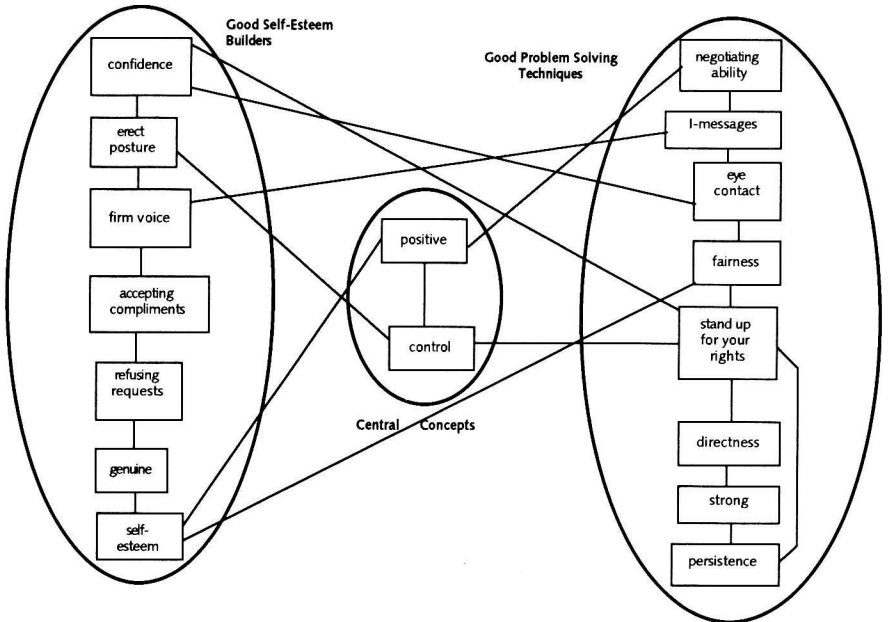 Good Self-Esteem
Builders
confidence
erect
posture
firm voice
accepting
compliments
refusing
requests
genuine
self-
esteem
positive
control
Central Concepts
Good Problem Solving
Techniques
negotiating
ability
I-messages
eye
contact
fairness
stand up
for your
rights
directness
strong
persistence